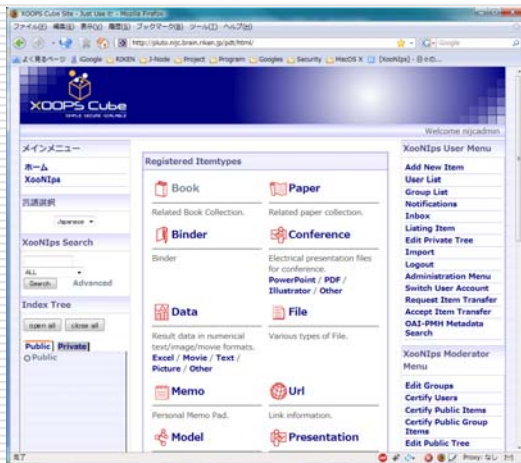 XOOPS Cube Site - Just Use it! - Mozilla Firefox
ファイル(F) 編集(E) 表示(V) 履歴(S) ブックマーク(B) ツール(T) ヘルプ(H)
http://pluto.nijc.brain.riken.jp/pdt/html/
Google
よく見るページ iGoogle RIKEN J-Node Project Program Googles Security MacOS X
XOOPS Cube
SIMPLE SECURE SCALABLE
Welcome nijcadmin
メインメニュー
ホーム
XooNIps
言語選択
Japanese
XooNIps Search
ALL
Search Advanced
Index Tree
open all close all
Public Private
Public
Registered Itemtypes
Book
Related Book Collection.
Paper
Related paper collection.
Binder
Binder
Conference
Electrical presentation files
for conference.
PowerPoint / PDF /
Illustrator / Other
Data
Result data in numerical
text/image/movie formats.
Excel / Movie / Text /
Picture / Other
File
Various types of File.
Memo
Personal Memo Pad.
Url
Link information.
Model
Presentation
XooNIps User Menu
Add New Item
User List
Group List
Notifications
Inbox
Listing Item
Edit Private Tree
Import
Logout
Administration Menu
Switch User Account
Request Item Transfer
Accept Item Transfer
OAI-PMH Metadata
Search
XooNIps Moderator
Menu
Edit Groups
Certify Users
Certify Public Items
Certify Public Group
Items
Edit Public Tree
完了
Proxy: なし